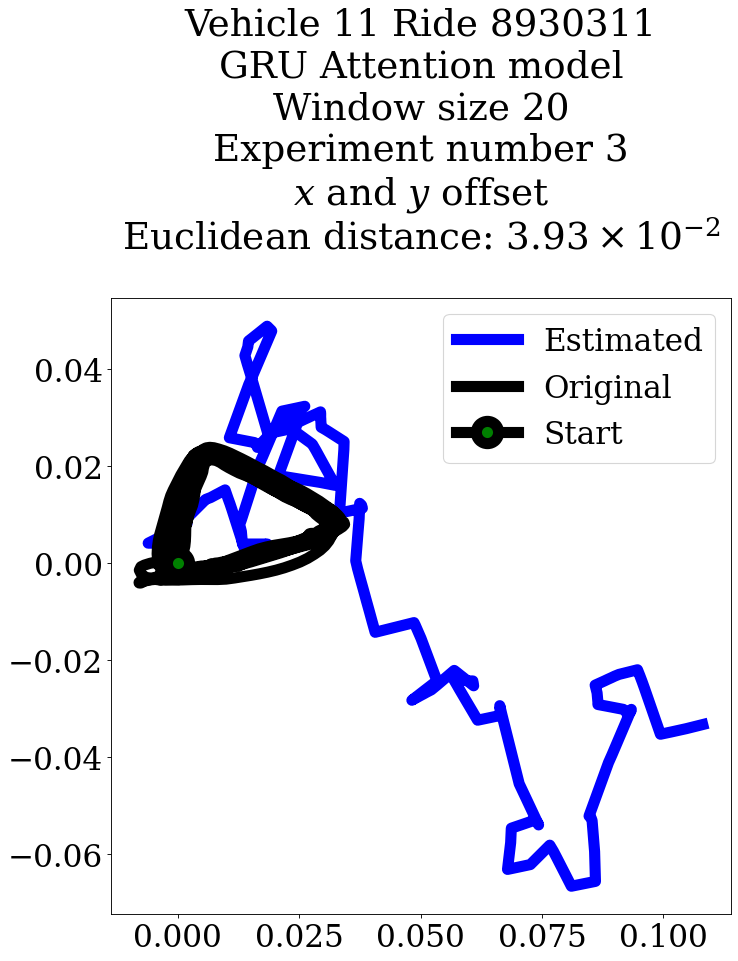 Vehicle 11 Ride 8930311
GRU Attention model
Window size 20
Experiment number 3
x and y offset
Euclidean distance: 3.93 × 10⁻²
Estimated
Original
Start
0.04
0.02
0.00
−0.02
−0.04
−0.06
0.000 0.025 0.050 0.075 0.100